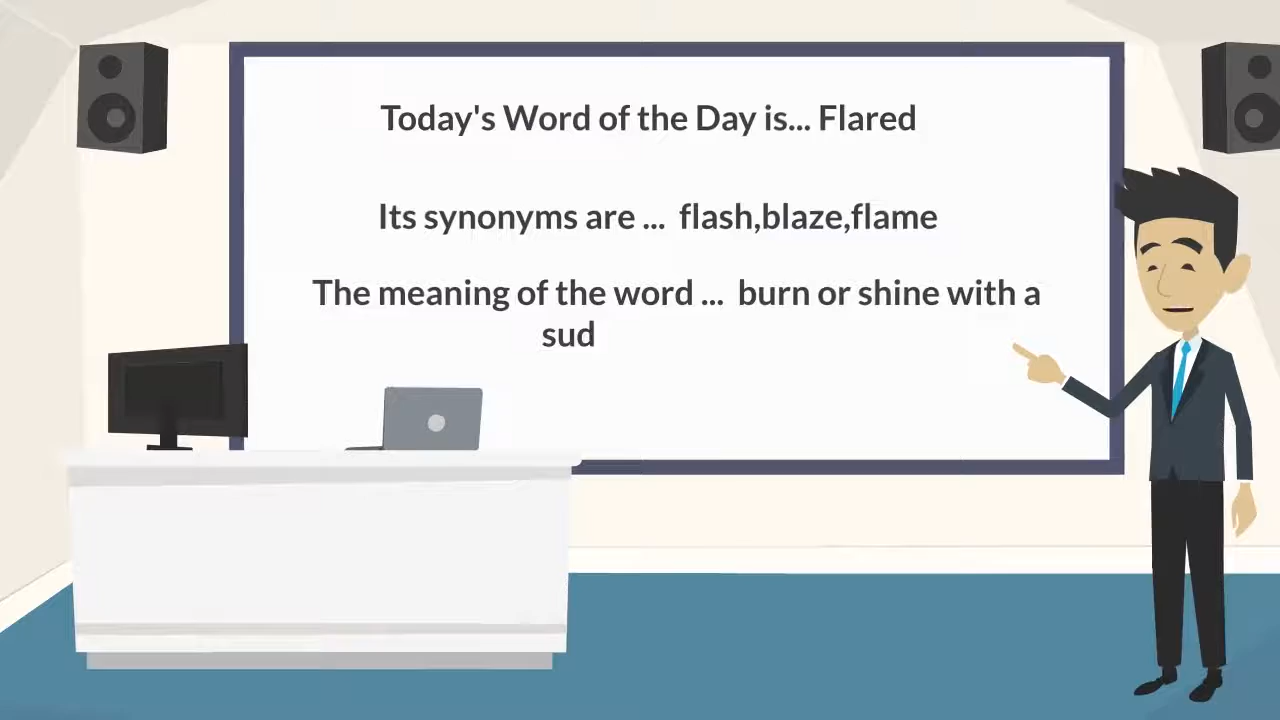 Today's Word of the Day is... Flared
Its synonyms are ... flash,blaze,flame
The meaning of the word ... burn or shine with a
sud